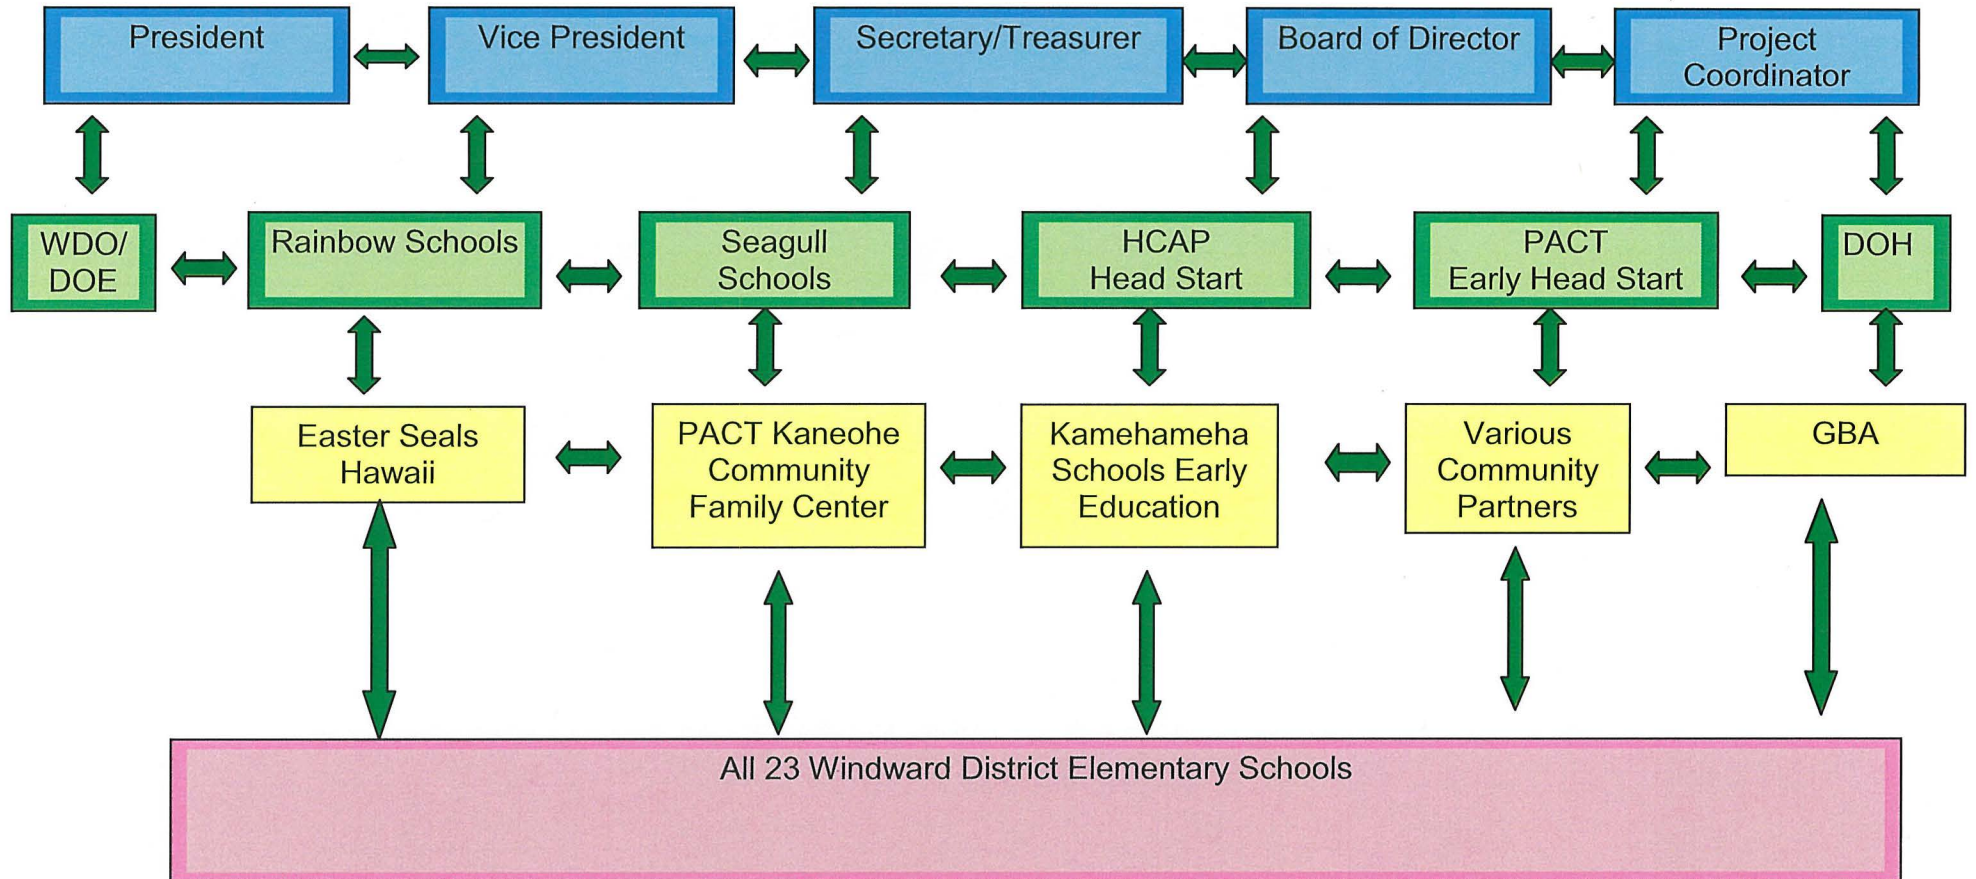 President
Vice President
Secretary/Treasurer
Board of Director
Project
Coordinator
WDO/
DOE
Rainbow Schools
Seagull
Schools
HCAP
Head Start
PACT
Early Head Start
DOH
Easter Seals
Hawaii
PACT Kaneohe
Community
Family Center
Kamehameha
Schools Early
Education
Various
Community
Partners
GBA
All 23 Windward District Elementary Schools